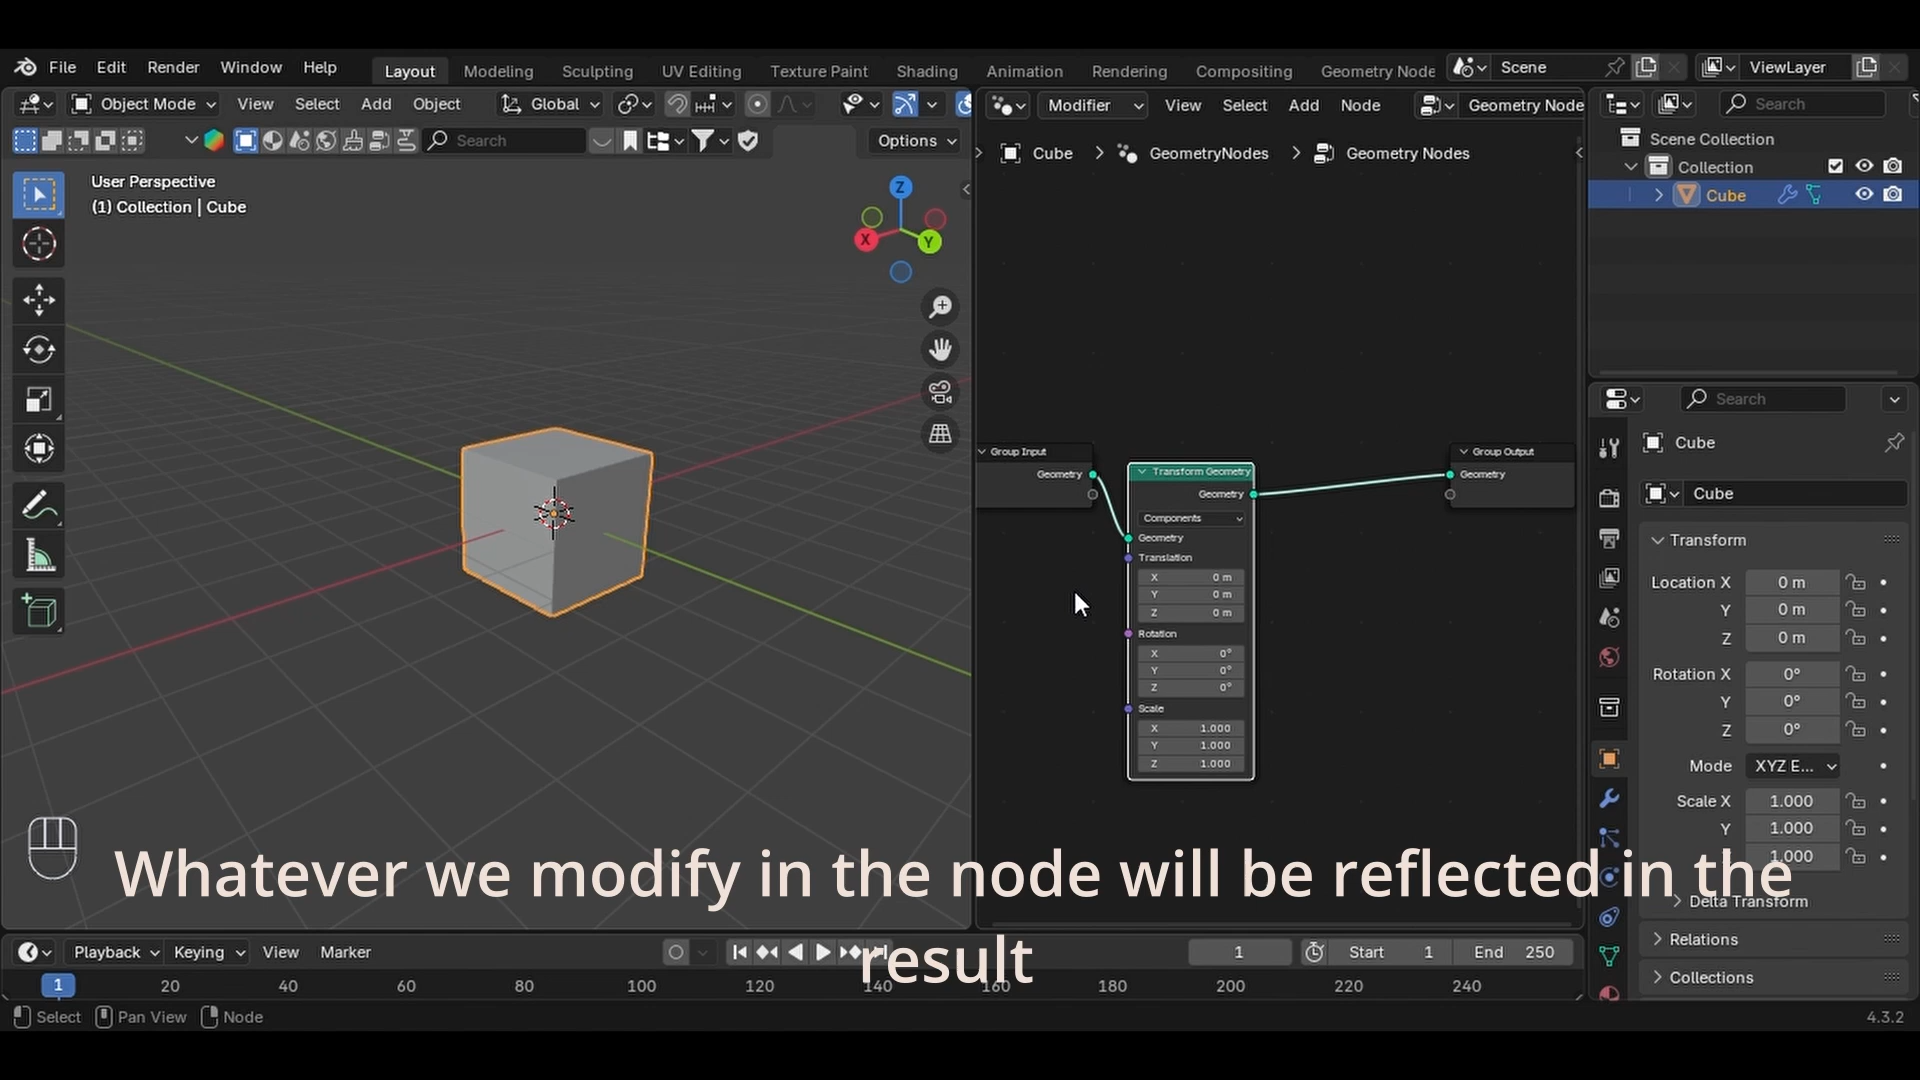 File Edit Render Window Help Layout Modeling Sculpting UV Editing Texture Paint Shading Animation Rendering Compositing Geometry Node Scene ViewLayer
Object Mode View Select Add Object Global Modifier View Select Add Node Geometry Node Search
Search Options
Cube GeometryNodes Geometry Nodes
Scene Collection
Collection
Cube
User Perspective
(1) Collection | Cube
Z
X
Y
Group Input
Geometry
Transform Geometry
Geometry
Components
Geometry
Translation
X 0 m
Y 0 m
Z 0 m
Rotation
X 0°
Y 0°
Z 0°
Scale
X 1.000
Y 1.000
Z 1.000
Group Output
Geometry
Search
Cube
Cube
Transform
Location X 0 m
Y 0 m
Z 0 m
Rotation X 0°
Y 0°
Z 0°
Mode XYZ E...
Scale X 1.000
Y 1.000
1.000
Delta Transform
Relations
Collections
Whatever we modify in the node will be reflected in the
result
Playback Keying View Marker 1 Start 1 End 250
1 20 40 60 80 100 120 140 160 180 200 220 240
Select Pan View Node 4.3.2